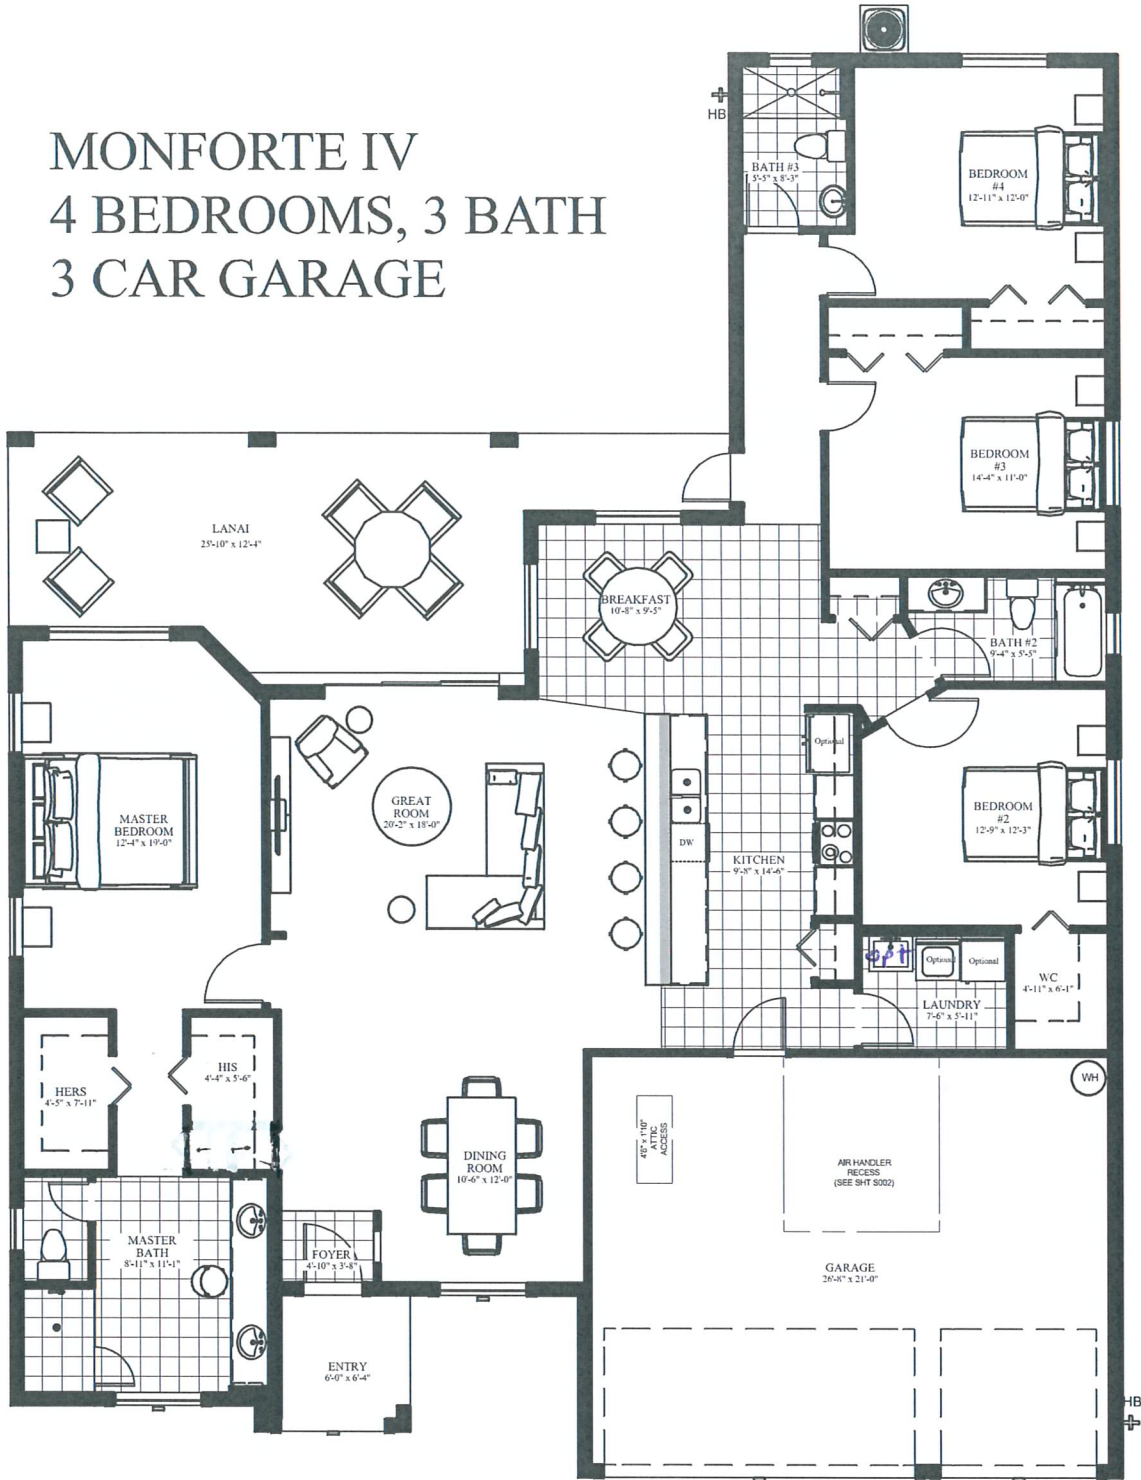 MONFORTE IV
4 BEDROOMS, 3 BATH
3 CAR GARAGE
HB
BATH #3
5'-5" x 8'-3"
BEDROOM
#4
12'-11" x 12'-0"
BEDROOM
#3
14'-4" x 11'-0"
LANAI
25'-10" x 12'-4"
BREAKFAST
10'-8" x 9'-5"
BATH #2
9'-4" x 5'-5"
Optional
GREAT
ROOM
20'-2" x 18'-0"
MASTER
BEDROOM
12'-4" x 19'-0"
DW
KITCHEN
9'-8" x 14'-6"
BEDROOM
#2
12'-9" x 12'-3"
opt
Optional
Optional
LAUNDRY
7'-6" x 5'-11"
WC
4'-11" x 6'-1"
HERS
4'-5" x 7'-11"
HIS
4'-4" x 5'-6"
WH
4'6" x 1'10"
ATTIC
ACCESS
AIR HANDLER
RECESS
(SEE SHT S002)
DINING
ROOM
10'-6" x 12'-0"
MASTER
BATH
8'-11" x 11'-1"
FOYER
4'-10" x 3'-8"
GARAGE
26'-8" x 21'-0"
ENTRY
6'-0" x 6'-4"
HB